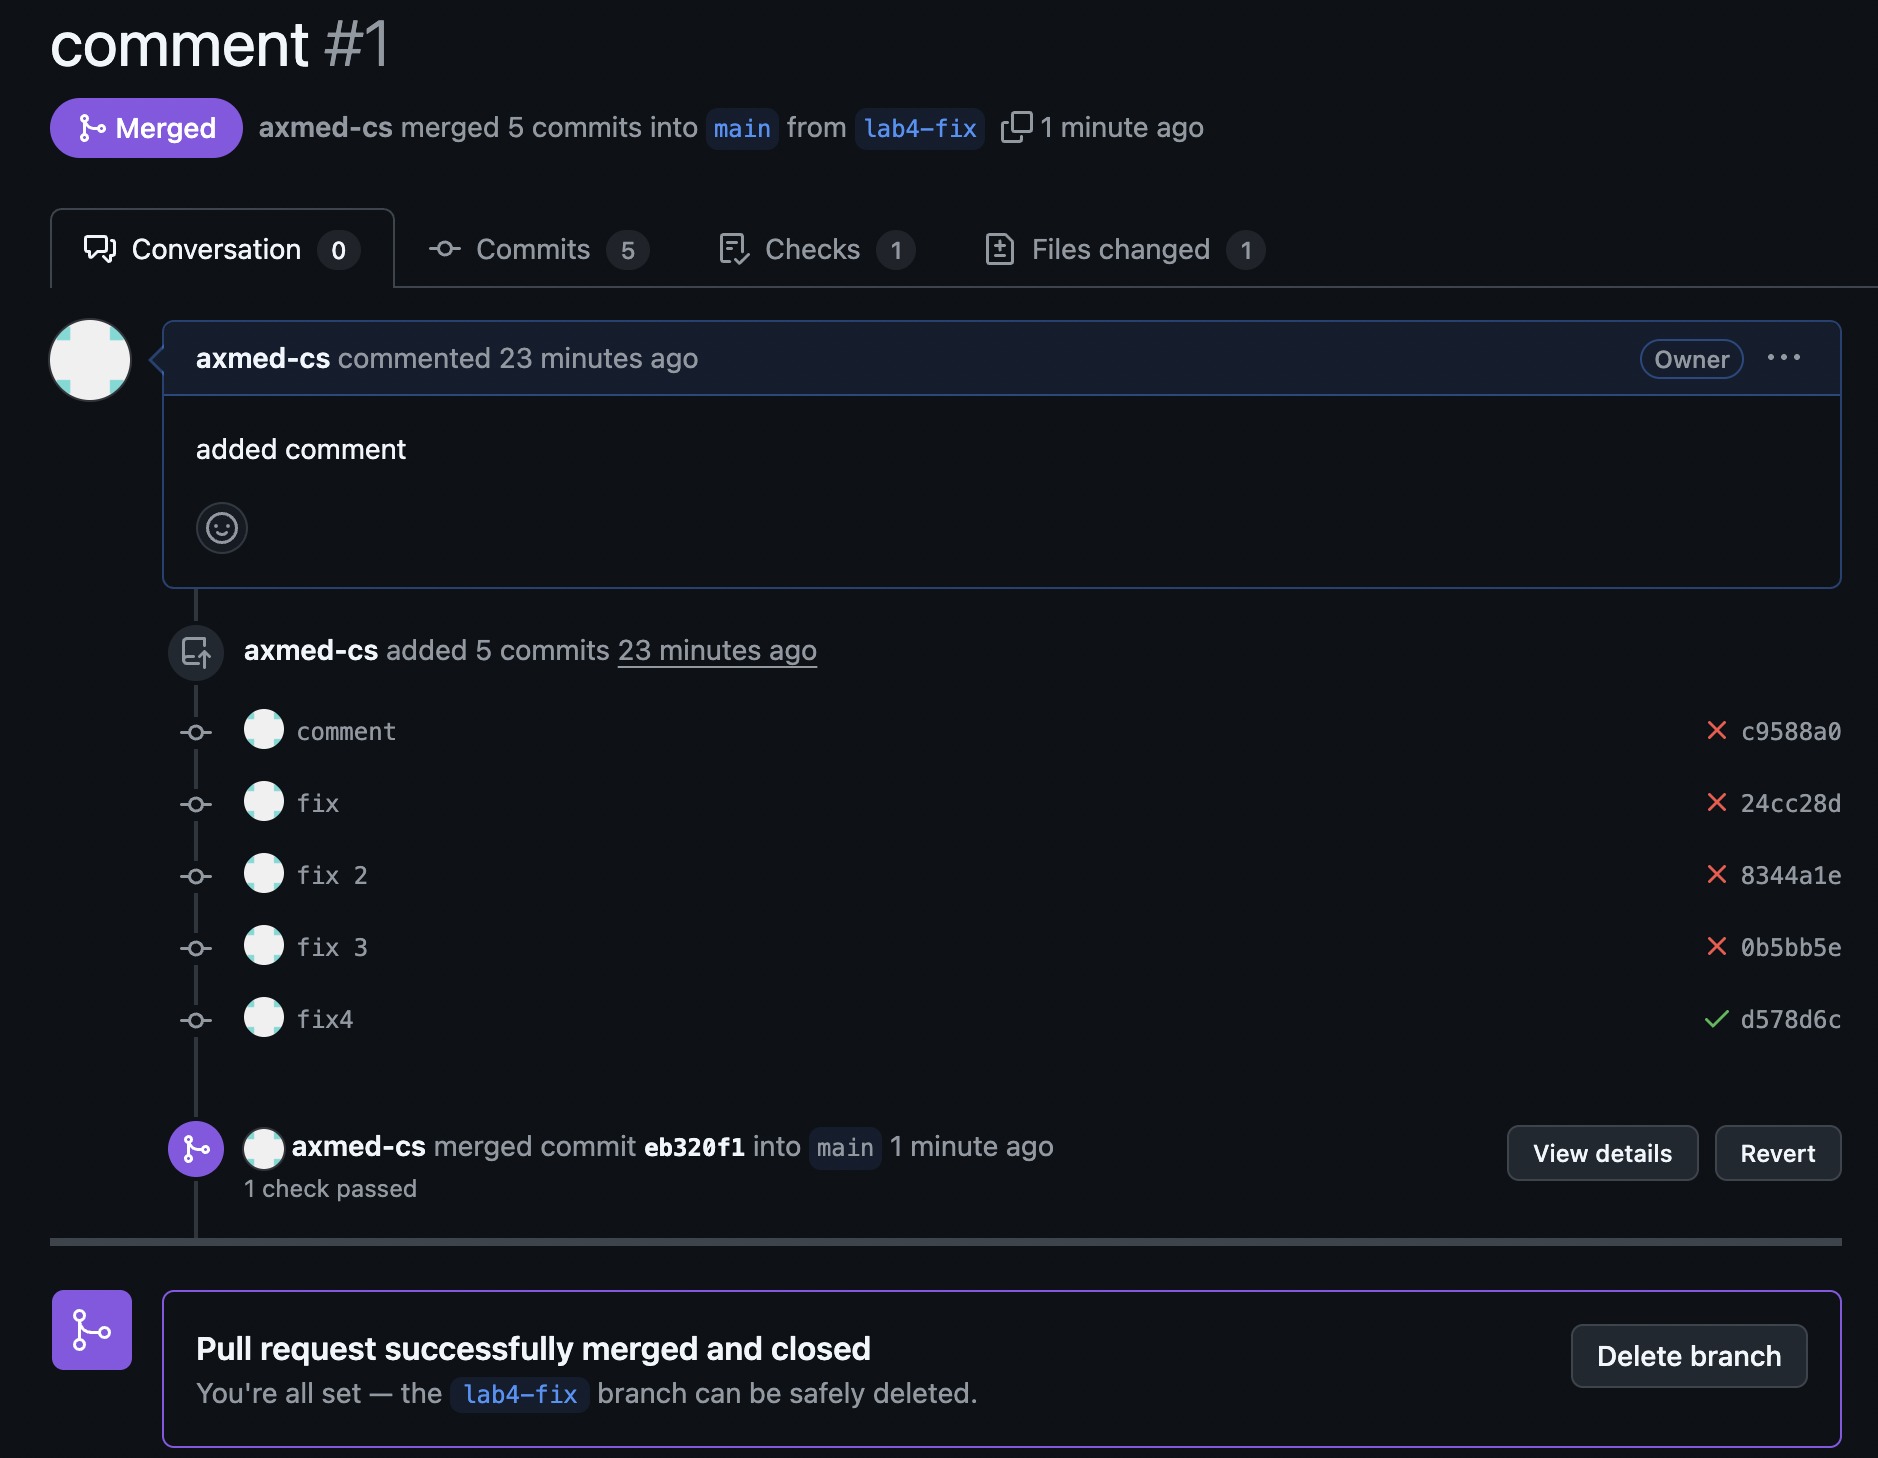 comment #1
Merged axmed-cs merged 5 commits into main from lab4-fix 1 minute ago
Conversation 0 Commits 5 Checks 1 Files changed 1
axmed-cs commented 23 minutes ago Owner ...
added comment
axmed-cs added 5 commits 23 minutes ago
comment c9588a0
fix 24cc28d
fix 2 8344a1e
fix 3 0b5bb5e
fix4 d578d6c
axmed-cs merged commit eb320f1 into main 1 minute ago View details Revert
1 check passed
Pull request successfully merged and closed Delete branch
You're all set — the lab4-fix branch can be safely deleted.